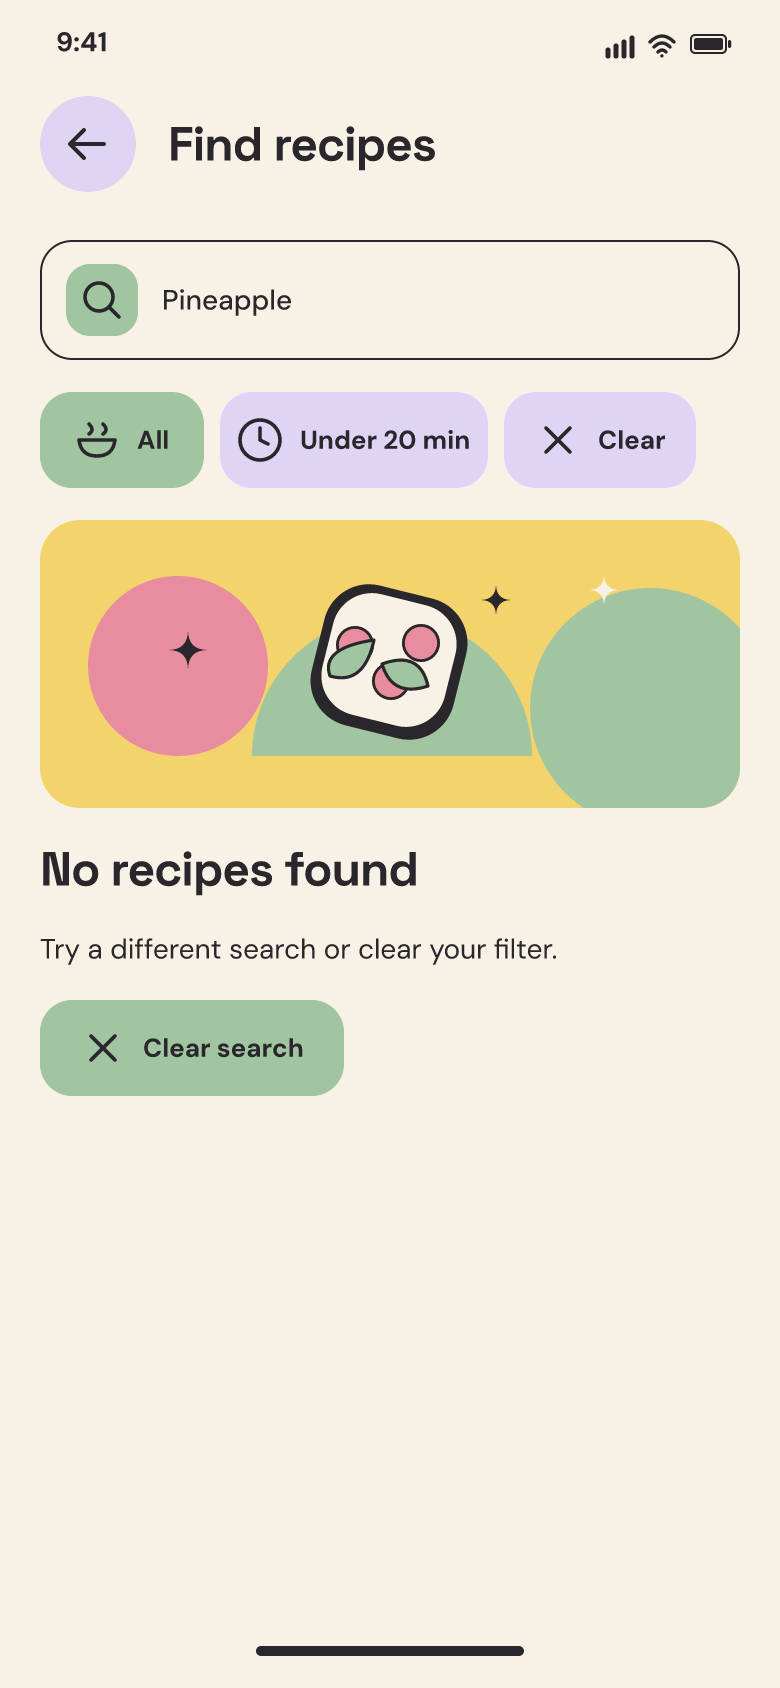 9:41
Find recipes
Pineapple
All
Under 20 min
Clear
No recipes found
Try a different search or clear your filter.
Clear search